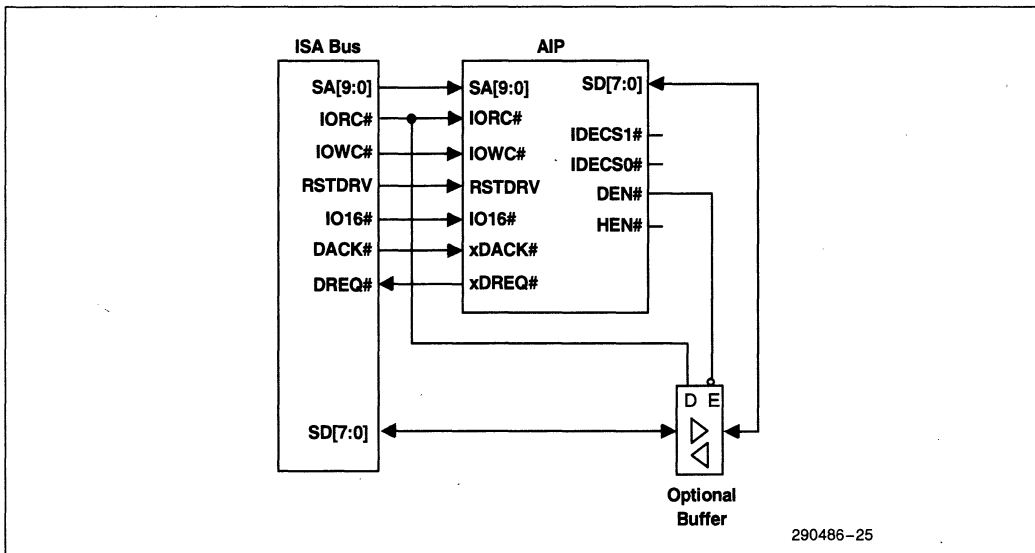 ISA Bus
AIP
SA[9:0]
SA[9:0]
SD[7:0]
IORC#
IORC#
IDECS1#
IOWC#
IOWC#
IDECS0#
RSTDRV
RSTDRV
DEN#
IO16#
IO16#
HEN#
DACK#
xDACK#
DREQ#
xDREQ#
D E
SD[7:0]
Optional
Buffer
290486-25